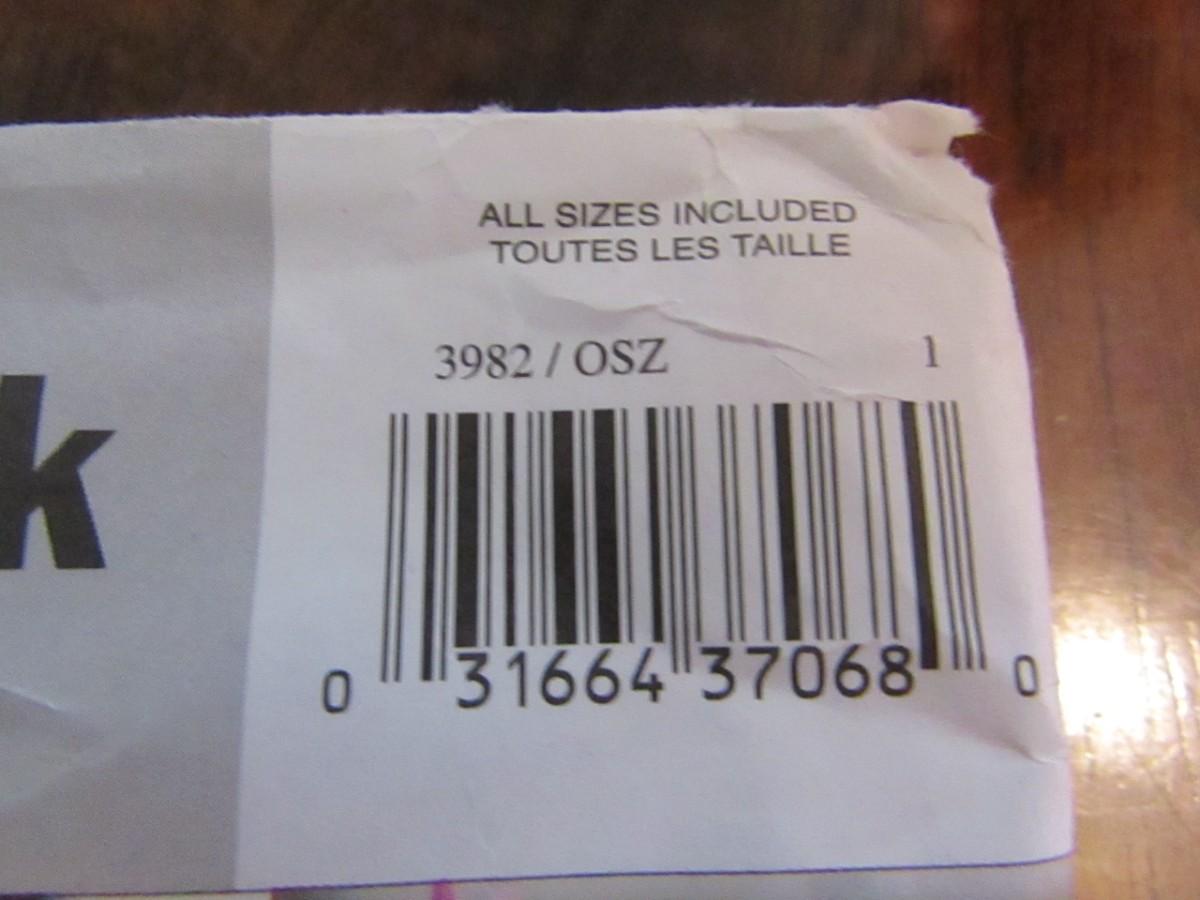 ALL SIZES INCLUDED
TOUTES LES TAILLE
3982 / OSZ 1
k
0 31664 37068 0